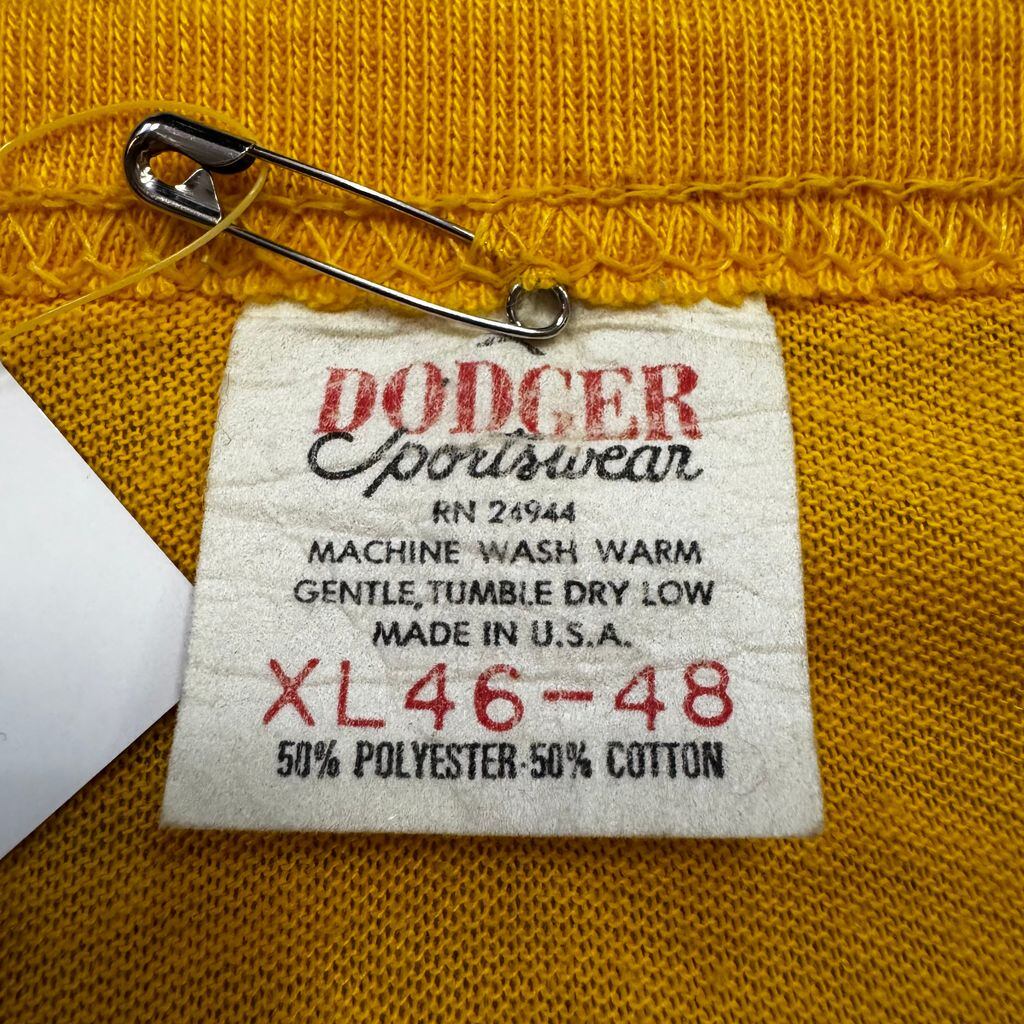 DODGER
Sportswear
RN 24944
MACHINE WASH WARM
GENTLE, TUMBLE DRY LOW
MADE IN U.S.A.
XL 46-48
50% POLYESTER-50% COTTON